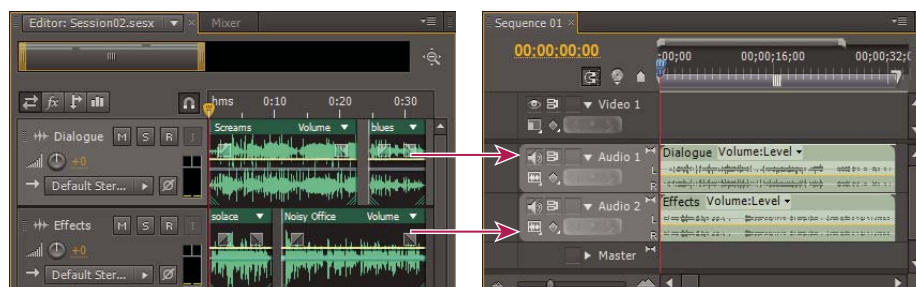 Editor: Session02.sesx
Mixer
hms 0:10 0:20 0:30
Dialogue M S R I
+0
Default Ster...
Screams Volume blues
Effects M S R I
+0
Default Ster...
solace Noisy Office Volume
Sequence 01
00;00;00;00
;00;00 00;00;16;00 00;00;32;0
Video 1
Audio 1
L
R
Dialogue Volume:Level
Audio 2
L
R
Effects Volume:Level
Master